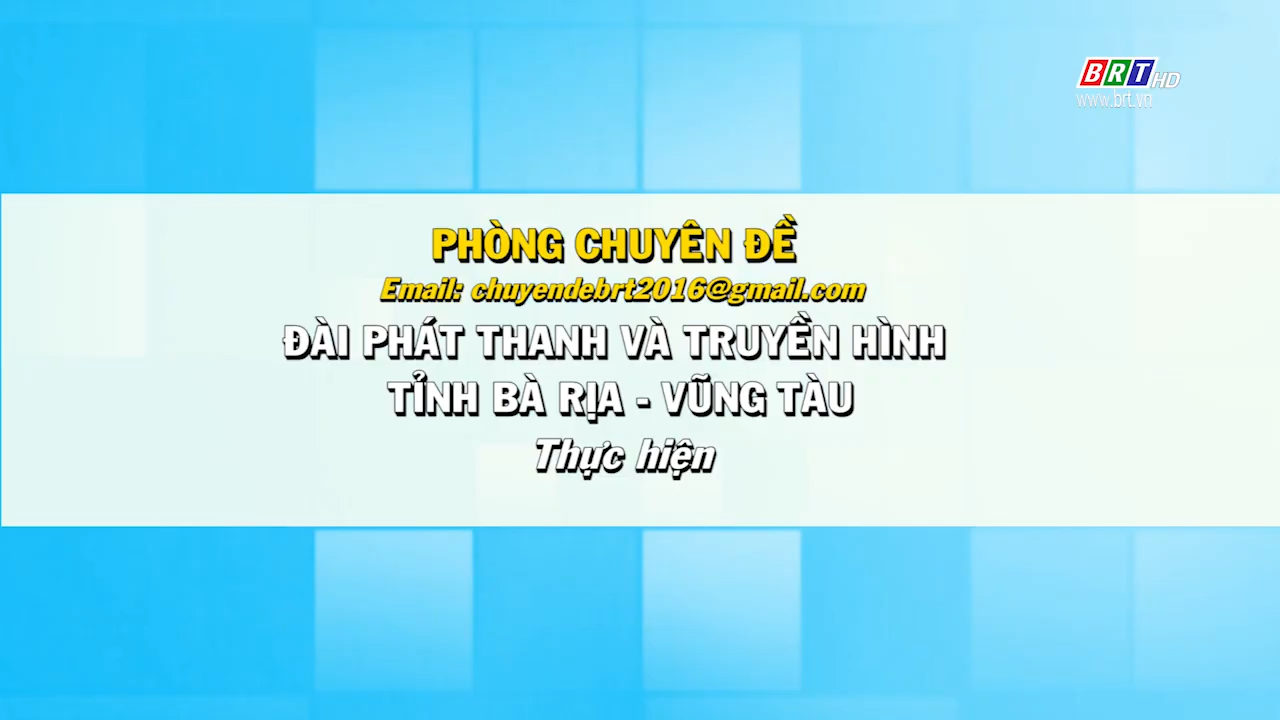 BRT HD
www.brt.vn
PHÒNG CHUYÊN ĐỀ
Email: chuyendebrt2016@gmail.com
ĐÀI PHÁT THANH VÀ TRUYỀN HÌNH
TỈNH BÀ RỊA - VŨNG TÀU
Thực hiện